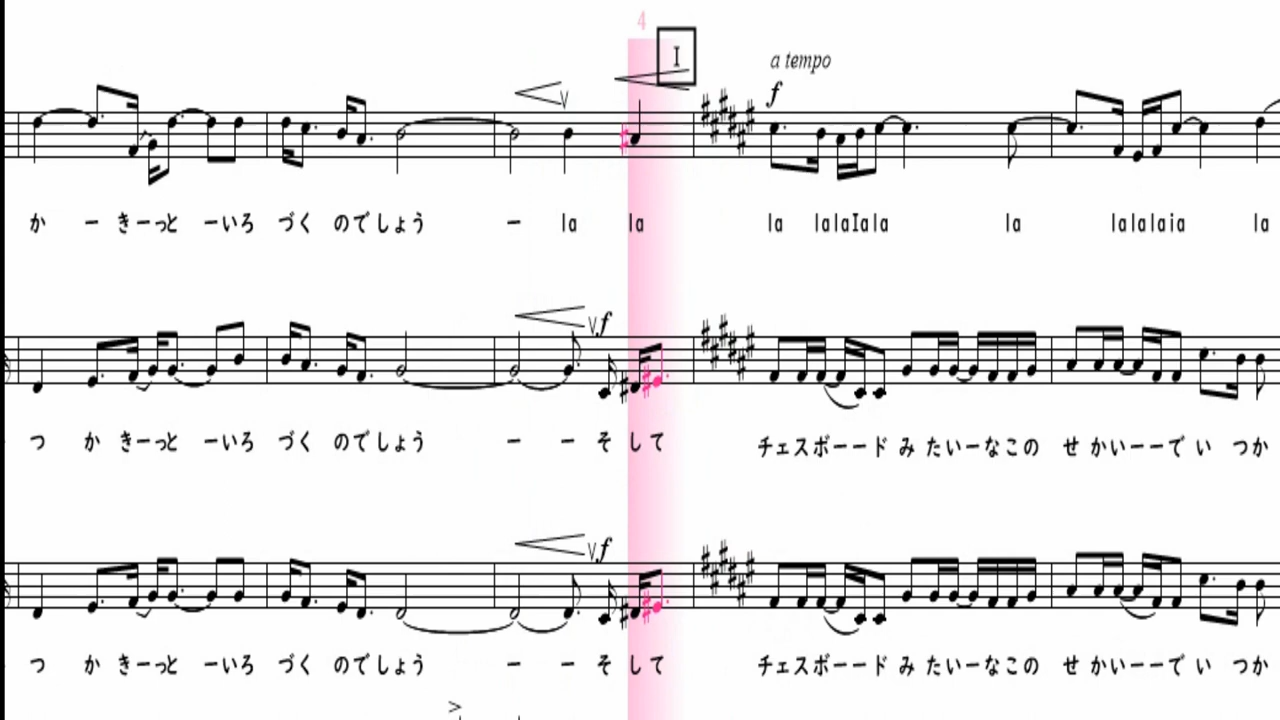 4
I
a tempo
f
か ー きーっと ーいろ づく のでしょう ー la la la lalaIala la lalalaia la
f
つ か きーっと ーいろ づく のでしょう ー ー そ して チェスボーード み たいーなこの せ かいーーで い つか
f
つ か きーっと ーいろ づく のでしょう ー ー そ して チェスボーード み たいーなこの せ かいーーで い つか